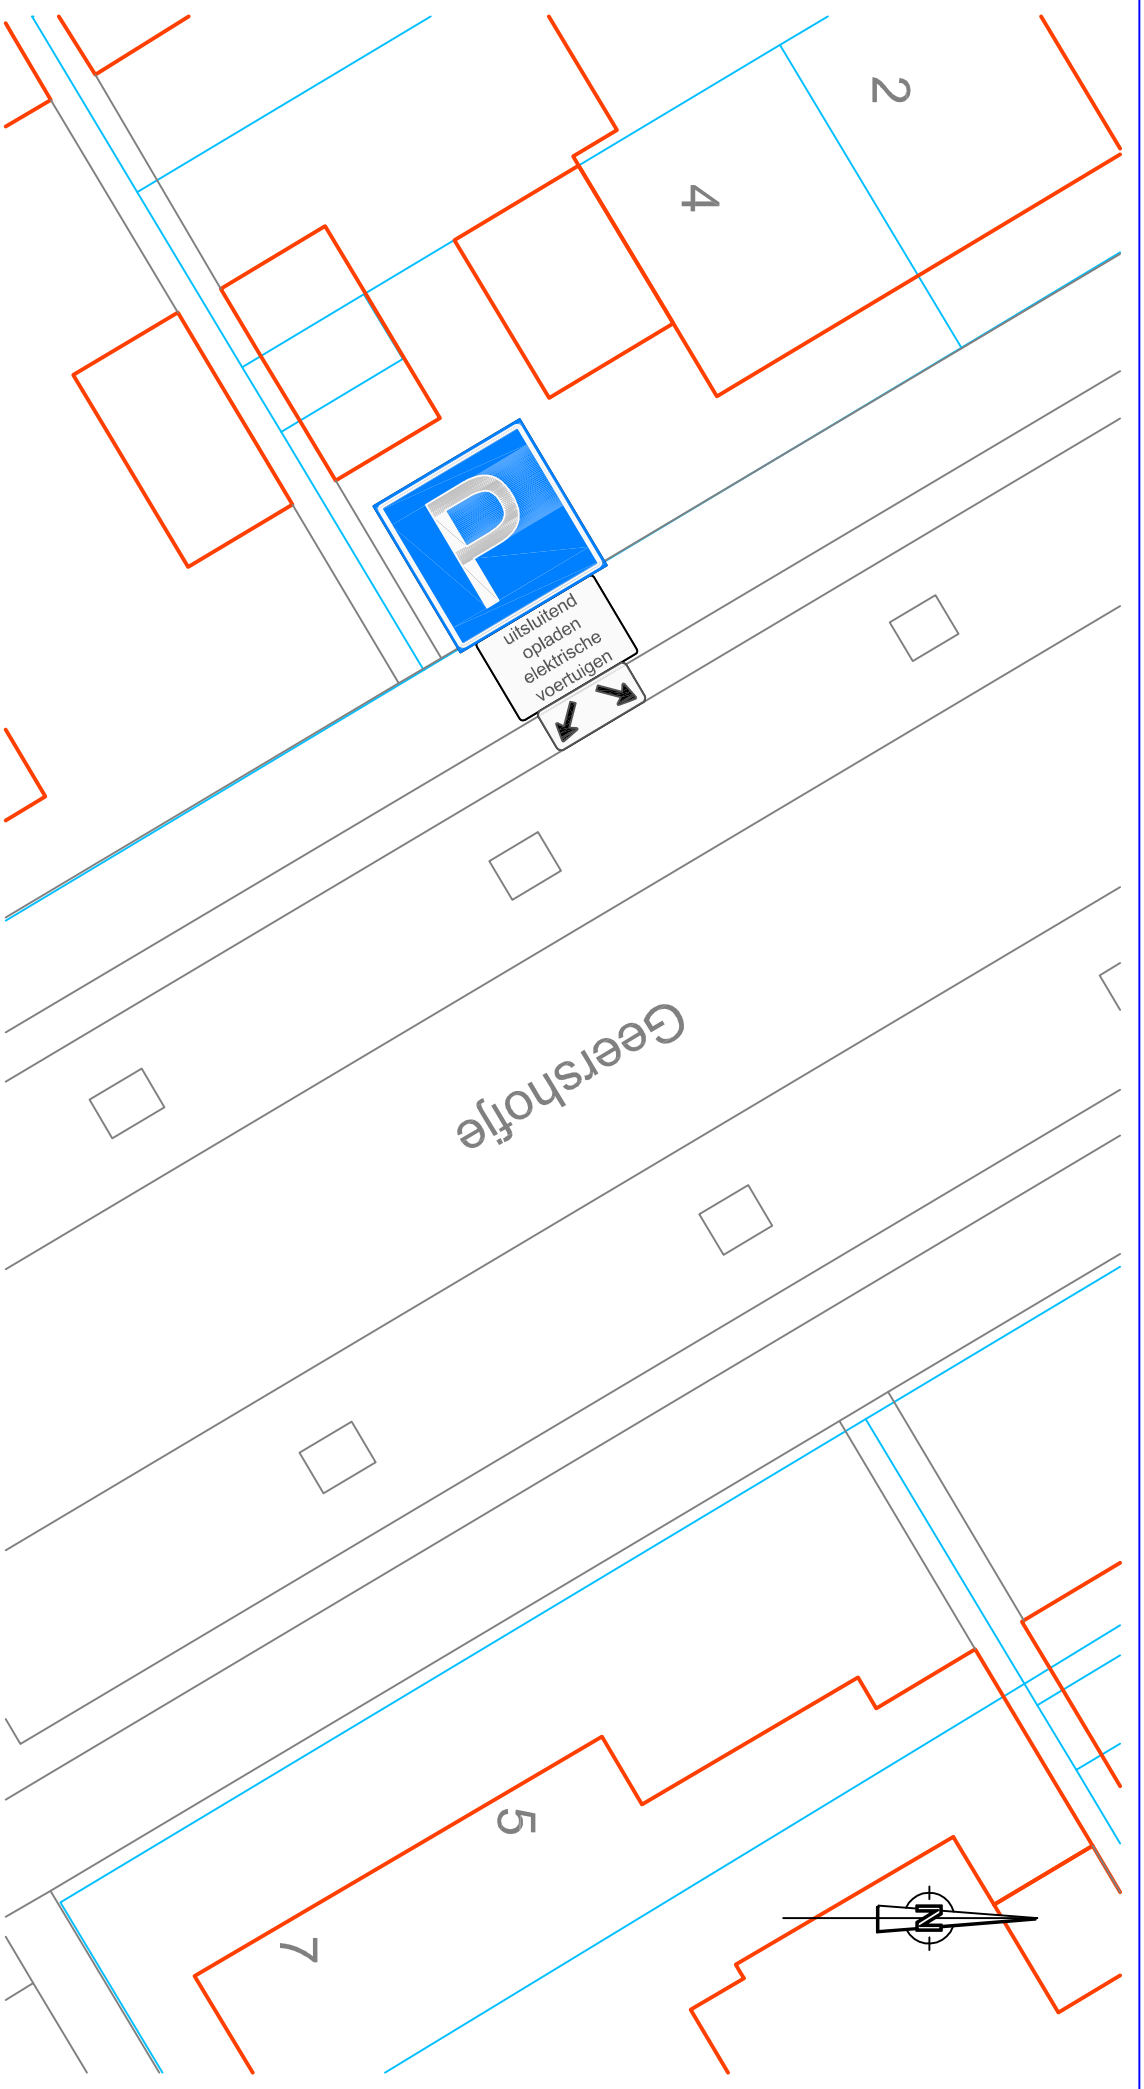 2
4
P
uitsluitend
opladen
elektrische
voertuigen
Geershofje
5
7
N